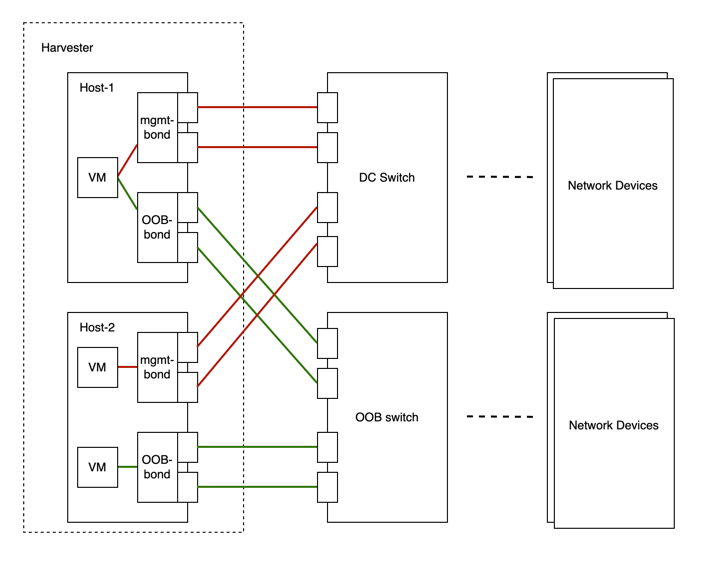 Harvester
Host-1
mgmt-
bond
VM
OOB-
bond
DC Switch
Network Devices
Host-2
VM
mgmt-
bond
VM
OOB-
bond
OOB switch
Network Devices